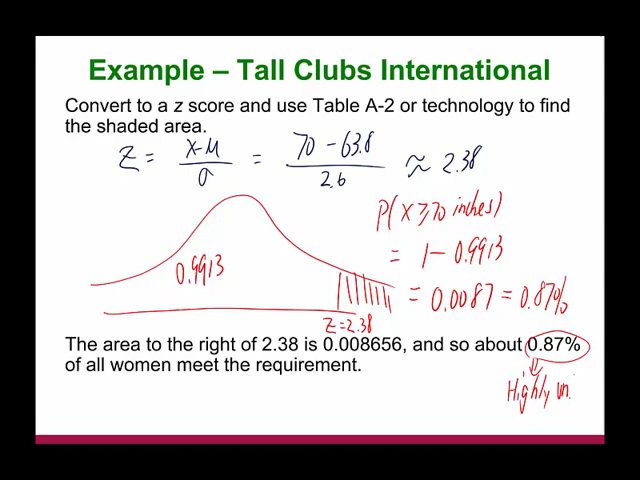 Example – Tall Clubs International
Convert to a z score and use Table A-2 or technology to find
the shaded area.
Z = x-μ/σ = 70-63.8/2.6 ≈ 2.38
P(X ≥ 70 inches)
= 1 - 0.9913
0.9913
= 0.0087 = 0.87%
Z=2.38
The area to the right of 2.38 is 0.008656, and so about 0.87%
of all women meet the requirement.
Highly un